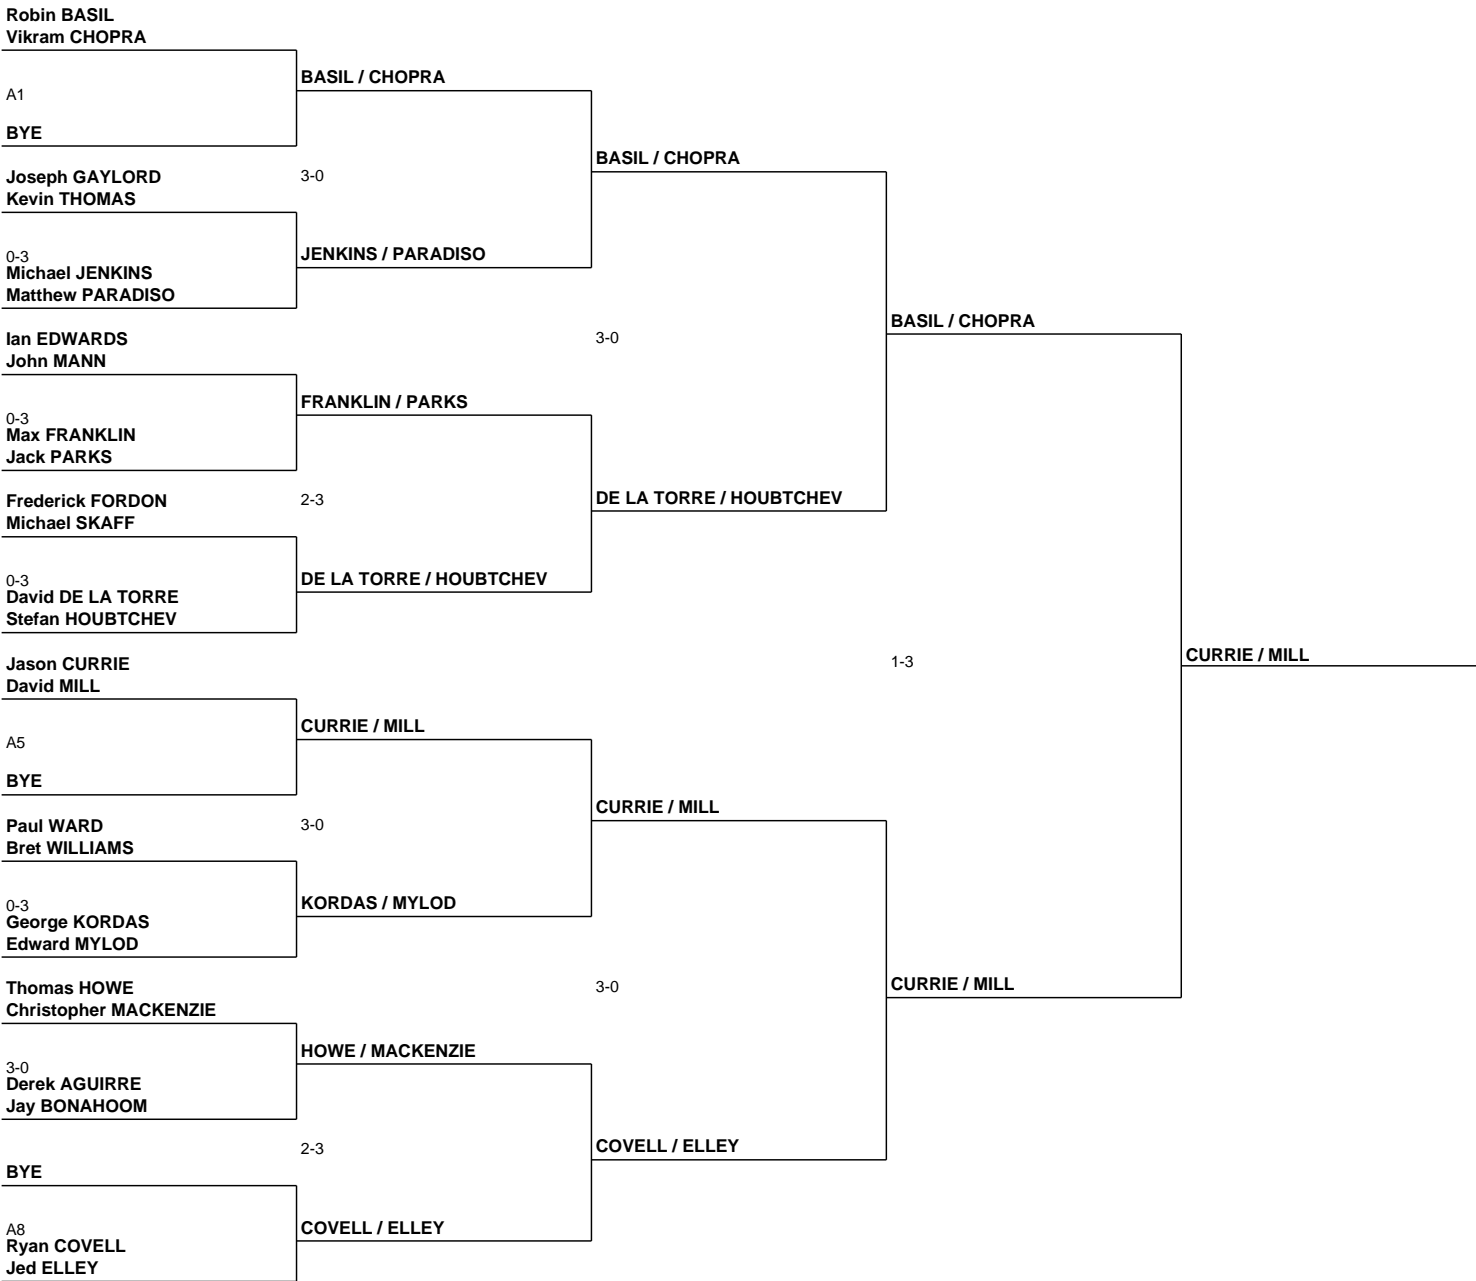 Robin BASIL
Vikram CHOPRA
BASIL / CHOPRA
A1
BYE
BASIL / CHOPRA
Joseph GAYLORD
3-0
Kevin THOMAS
0-3
JENKINS / PARADISO
Michael JENKINS
Matthew PARADISO
BASIL / CHOPRA
Ian EDWARDS
3-0
John MANN
FRANKLIN / PARKS
0-3
Max FRANKLIN
Jack PARKS
Frederick FORDON
2-3
DE LA TORRE / HOUBTCHEV
Michael SKAFF
0-3
DE LA TORRE / HOUBTCHEV
David DE LA TORRE
Stefan HOUBTCHEV
Jason CURRIE
1-3
CURRIE / MILL
David MILL
CURRIE / MILL
A5
BYE
CURRIE / MILL
Paul WARD
3-0
Bret WILLIAMS
0-3
KORDAS / MYLOD
George KORDAS
Edward MYLOD
Thomas HOWE
3-0
CURRIE / MILL
Christopher MACKENZIE
HOWE / MACKENZIE
3-0
Derek AGUIRRE
Jay BONAHOOM
2-3
COVELL / ELLEY
BYE
A8
COVELL / ELLEY
Ryan COVELL
Jed ELLEY